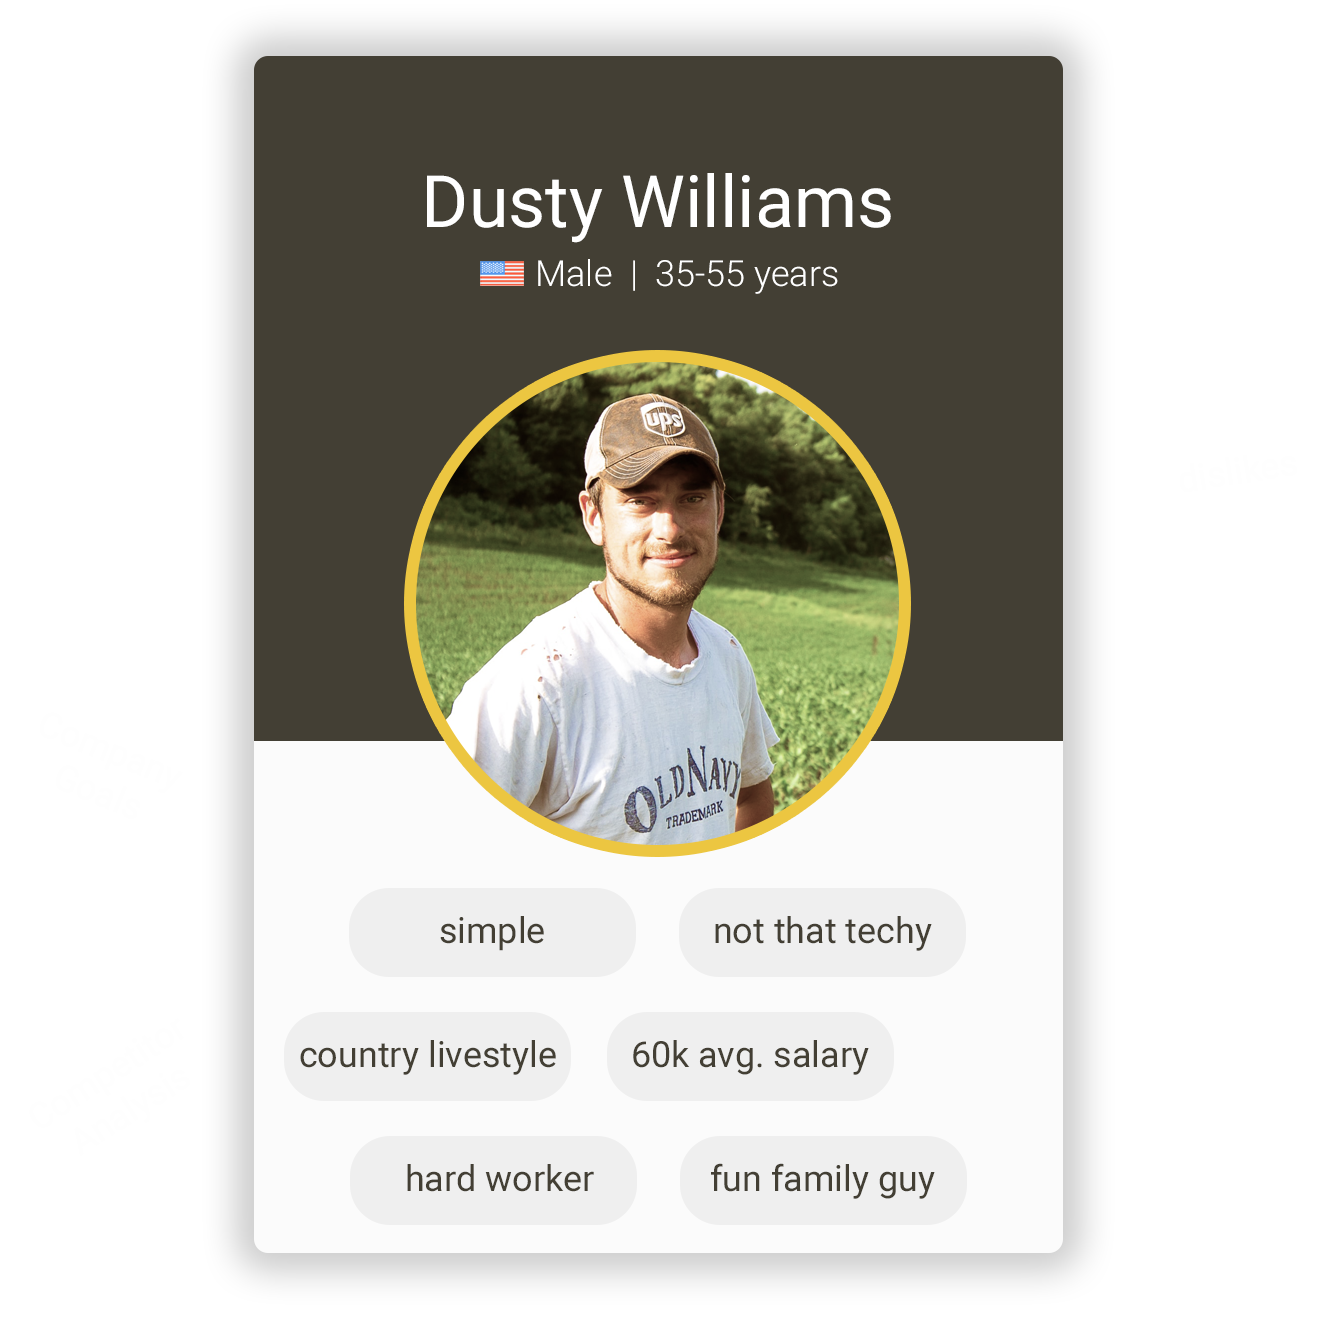 Dusty Williams
Male | 35-55 years
ups
OLD NAVY
TRADEMARK
simple
not that techy
country livestyle
60k avg. salary
hard worker
fun family guy